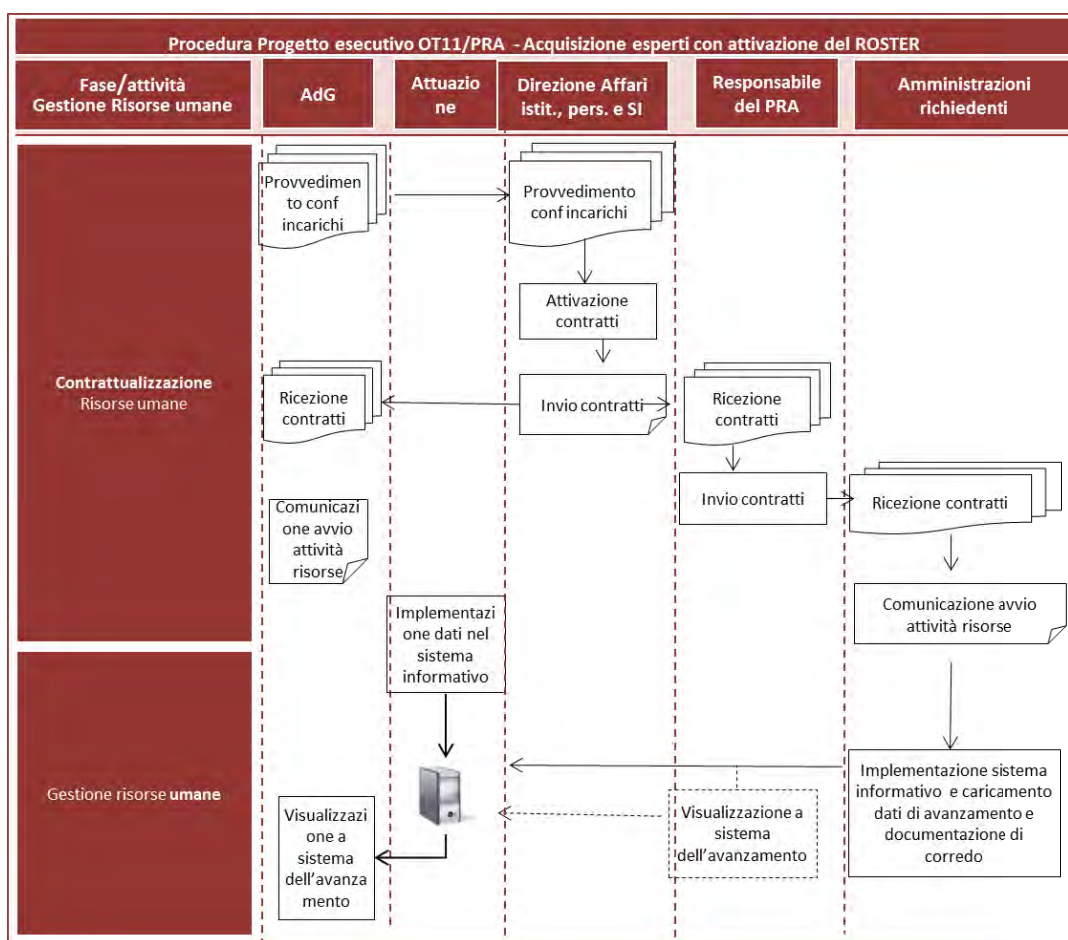 Procedura Progetto esecutivo OT11/PRA - Acquisizione esperti con attivazione del ROSTER
Fase/attività
Gestione Risorse umane
AdG
Attuazio
ne
Direzione Affari
istit., pers. e SI
Responsabile
del PRA
Amministrazioni
richiedenti
Contrattualizzazione
Risorse umane
Provvedimen
to conf
incarichi
Provvedimento
conf incarichi
Attivazione
contratti
Ricezione
contratti
Invio contratti
Ricezione
contratti
Invio contratti
Ricezione contratti
Comunicazi
one avvio
attività
risorse
Implementazi
one dati nel
sistema
informativo
Comunicazione avvio
attività risorse
Gestione risorse umane
Visualizzazi
one a
sistema
dell'avanza
mento
Visualizzazione a
sistema
dell'avanzamento
Implementazione sistema
informativo e caricamento
dati di avanzamento e
documentazione di
corredo